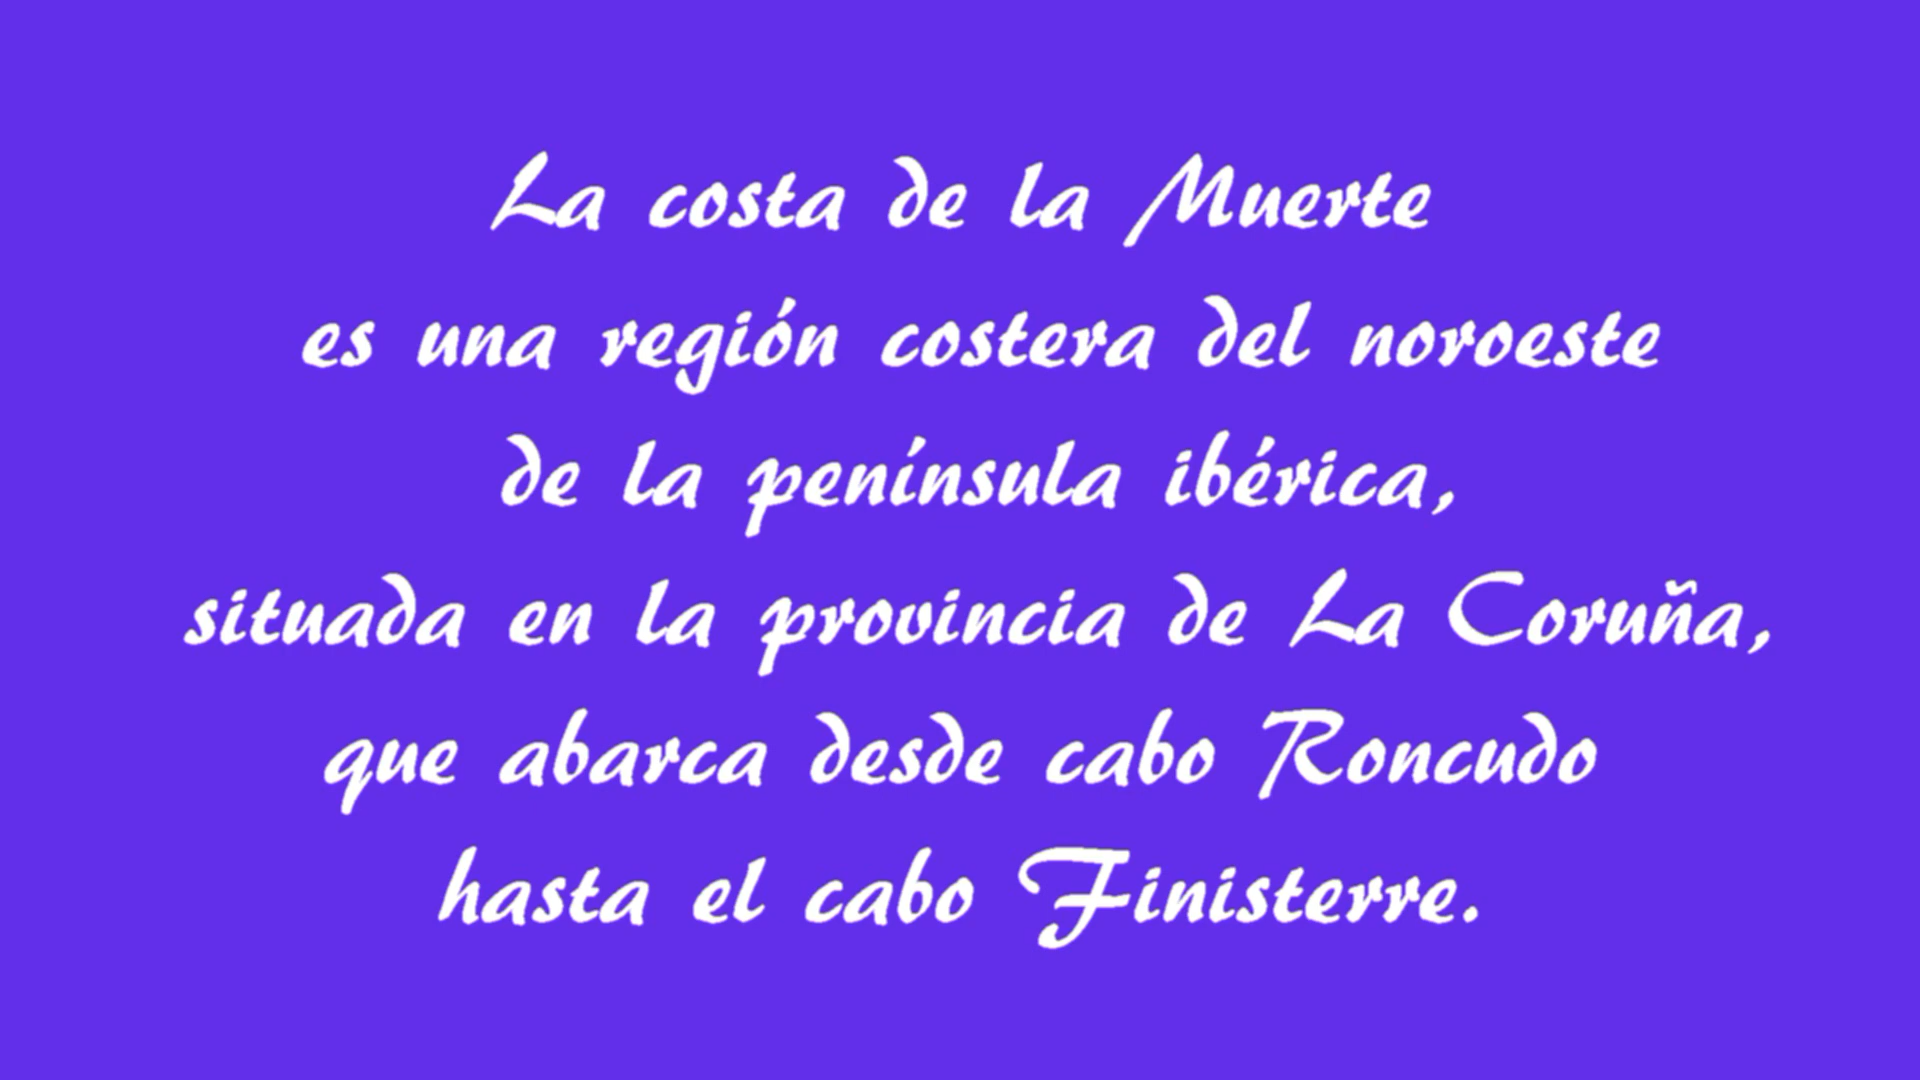 La costa de la Muerte
es una región costera del noroeste
de la península ibérica,
situada en la provincia de La Coruña,
que abarca desde cabo Roncudo
hasta el cabo Finisterre.